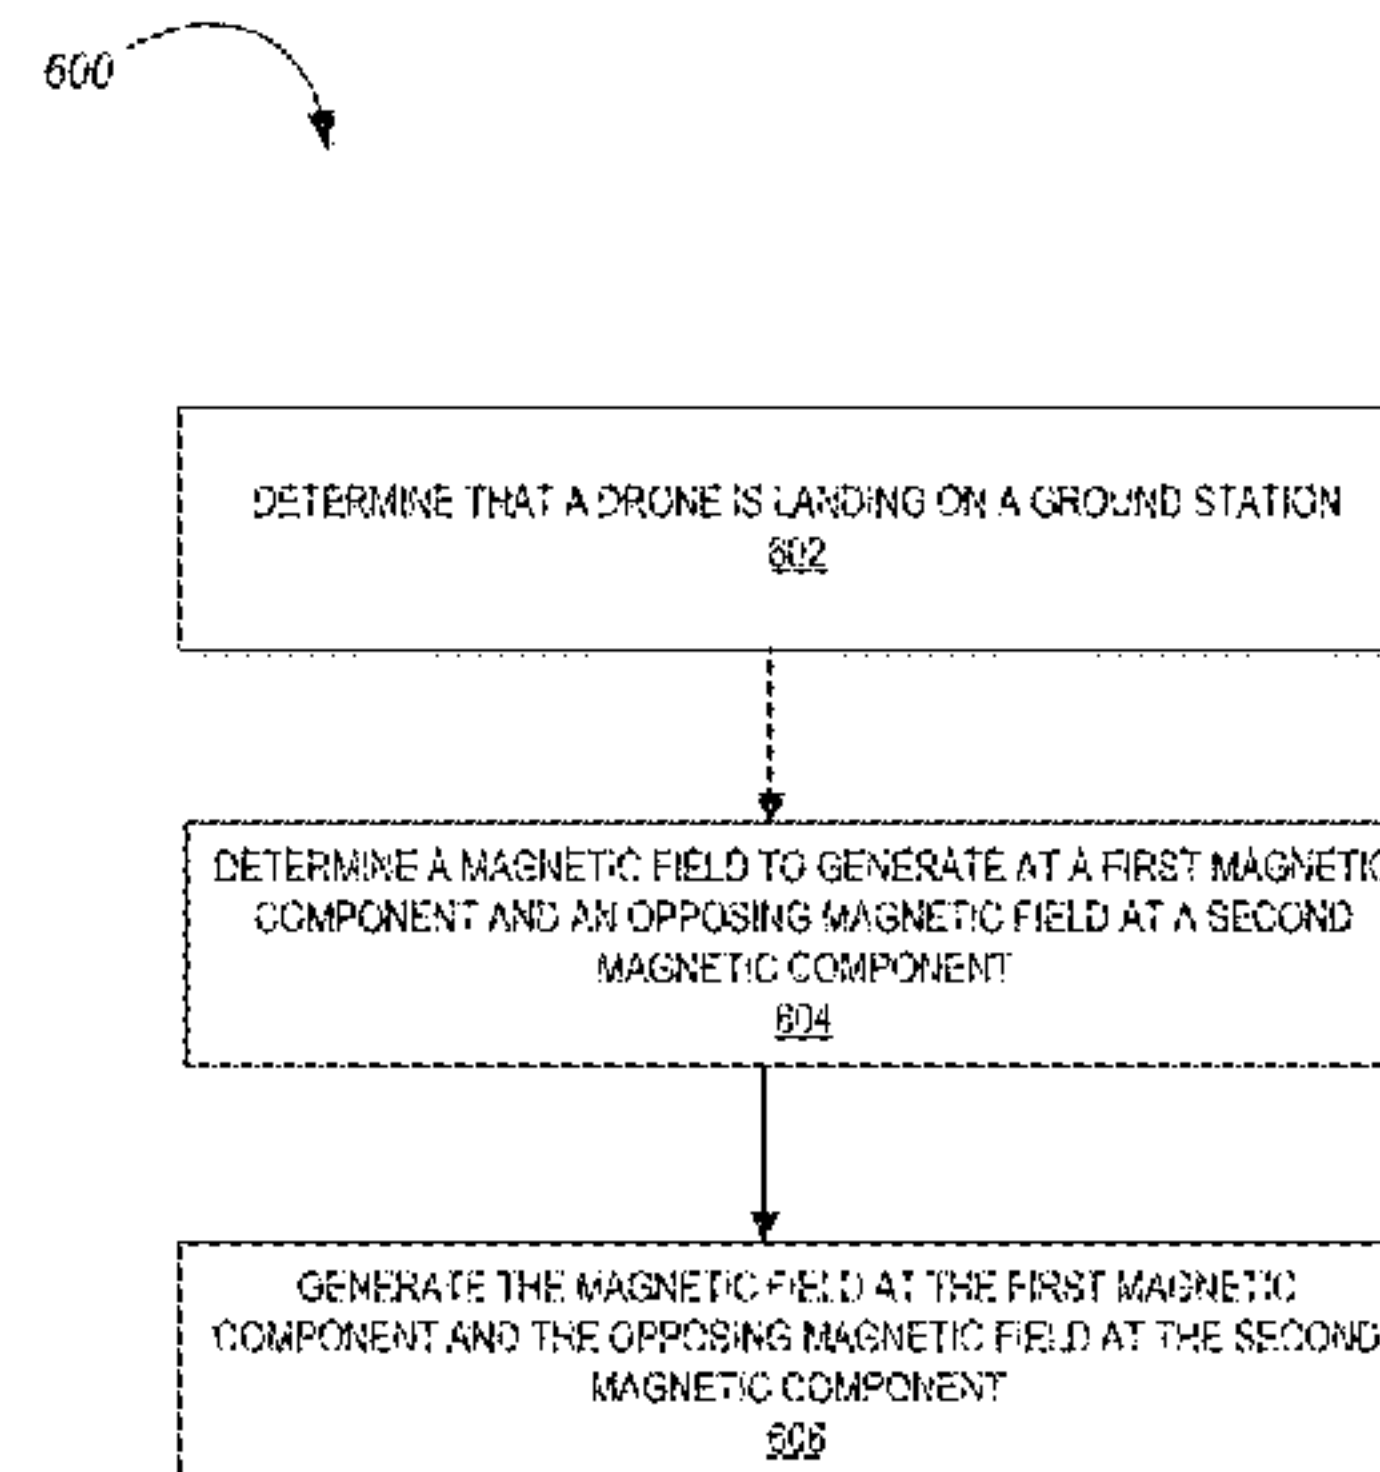 600
DETERMINE THAT A DRONE IS LANDING ON A GROUND STATION
602
DETERMINE A MAGNETIC FIELD TO GENERATE AT A FIRST MAGNETIC
COMPONENT AND AN OPPOSING MAGNETIC FIELD AT A SECOND
MAGNETIC COMPONENT
604
GENERATE THE MAGNETIC FIELD AT THE FIRST MAGNETIC
COMPONENT AND THE OPPOSING MAGNETIC FIELD AT THE SECOND
MAGNETIC COMPONENT
606